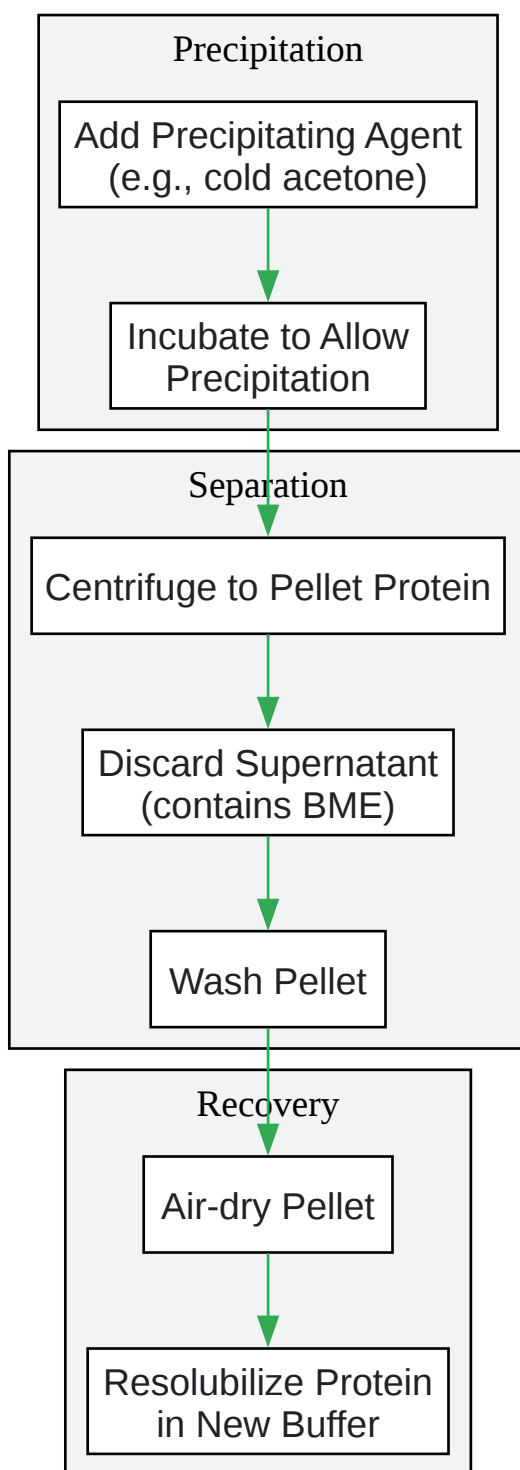 Precipitation
Add Precipitating Agent
(e.g., cold acetone)
Incubate to Allow
Precipitation
Separation
Centrifuge to Pellet Protein
Discard Supernatant
(contains BME)
Wash Pellet
Recovery
Air-dry Pellet
Resolubilize Protein
in New Buffer